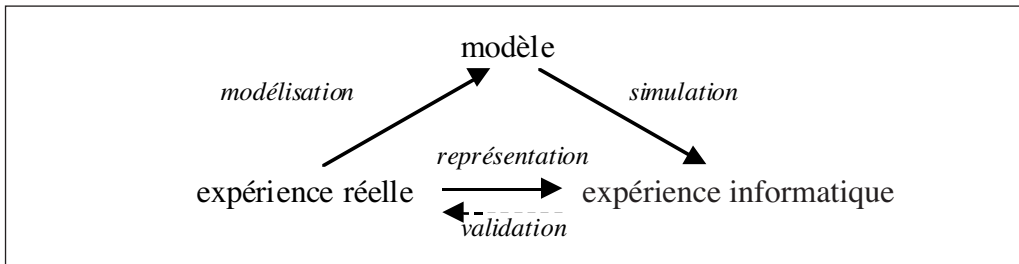 modèle
modélisation simulation
représentation
expérience réelle expérience informatique
validation